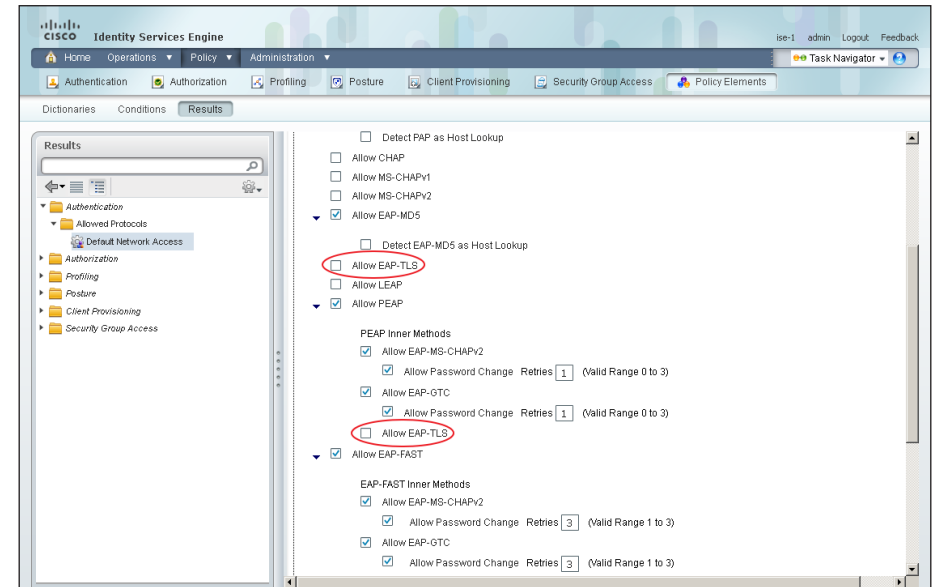 CISCO Identity Services Engine
ise-1 admin Logout Feedback
Home Operations Policy Administration
Task Navigator
Authentication Authorization Profiling Posture Client Provisioning Security Group Access Policy Elements
Dictionaries Conditions Results
Results
Authentication
Allowed Protocols
Default Network Access
Authorization
Profiling
Posture
Client Provisioning
Security Group Access
Detect PAP as Host Lookup
Allow CHAP
Allow MS-CHAPv1
Allow MS-CHAPv2
Allow EAP-MD5
Detect EAP-MD5 as Host Lookup
Allow EAP-TLS
Allow LEAP
Allow PEAP
PEAP Inner Methods
Allow EAP-MS-CHAPv2
Allow Password Change Retries 1 (Valid Range 0 to 3)
Allow EAP-GTC
Allow Password Change Retries 1 (Valid Range 0 to 3)
Allow EAP-TLS
Allow EAP-FAST
EAP-FAST Inner Methods
Allow EAP-MS-CHAPv2
Allow Password Change Retries 3 (Valid Range 1 to 3)
Allow EAP-GTC
Allow Password Change Retries 3 (Valid Range 1 to 3)